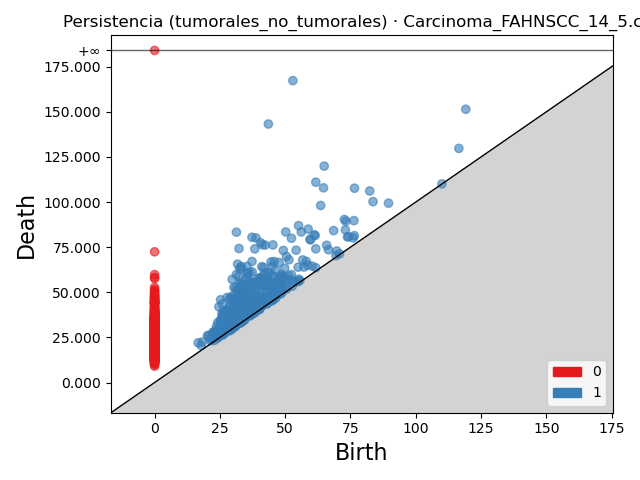 Persistencia (tumorales_no_tumorales) · Carcinoma_FAHNSCC_14_5.c
+∞
175.000
150.000
125.000
100.000
75.000
50.000
25.000
0.000
Death
0
1
0 25 50 75 100 125 150 175
Birth